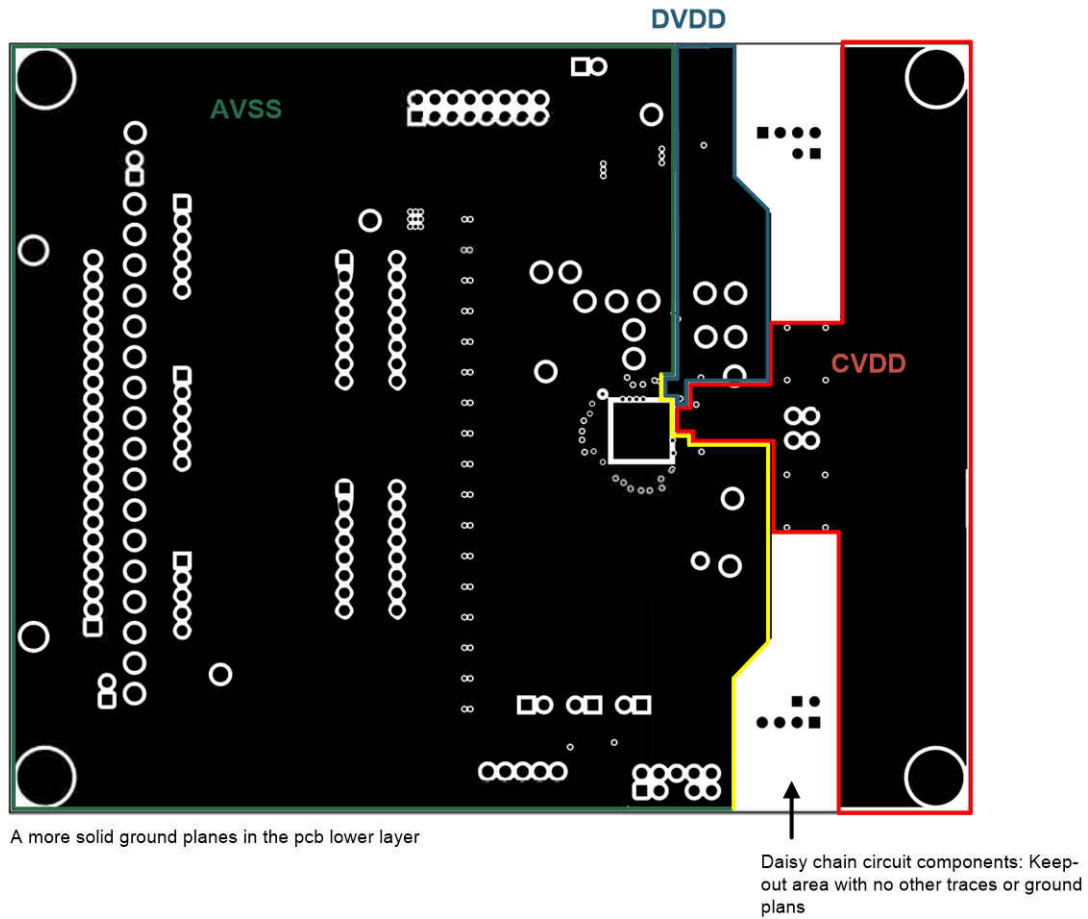 DVDD
AVSS
CVDD
A more solid ground planes in the pcb lower layer
Daisy chain circuit components: Keep-
out area with no other traces or ground
plans